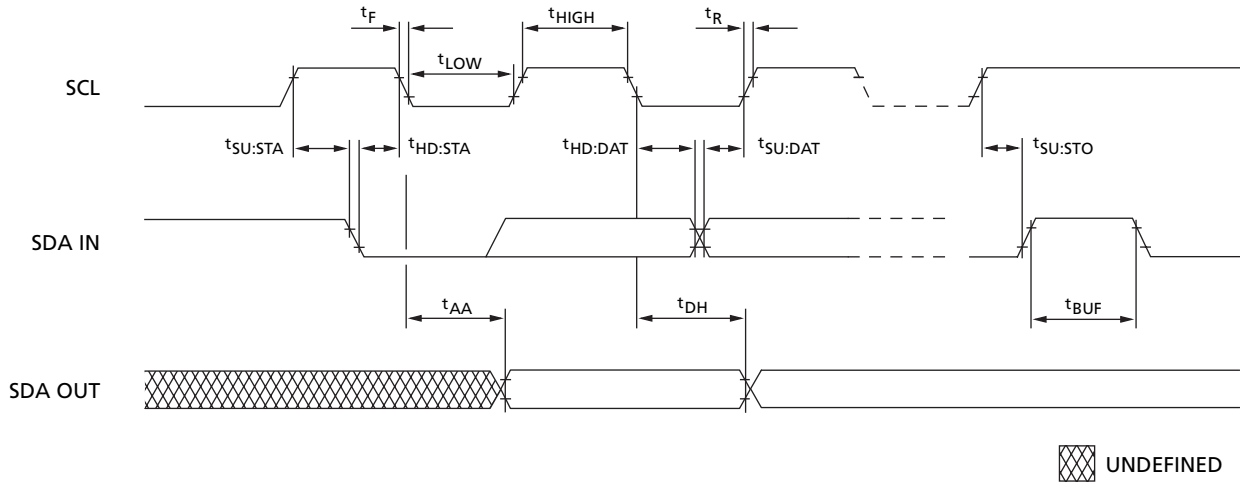 tF
tHIGH
tR
tLOW
SCL
tSU:STA
tHD:STA
tHD:DAT
tSU:DAT
tSU:STO
SDA IN
tAA
tDH
tBUF
SDA OUT
UNDEFINED